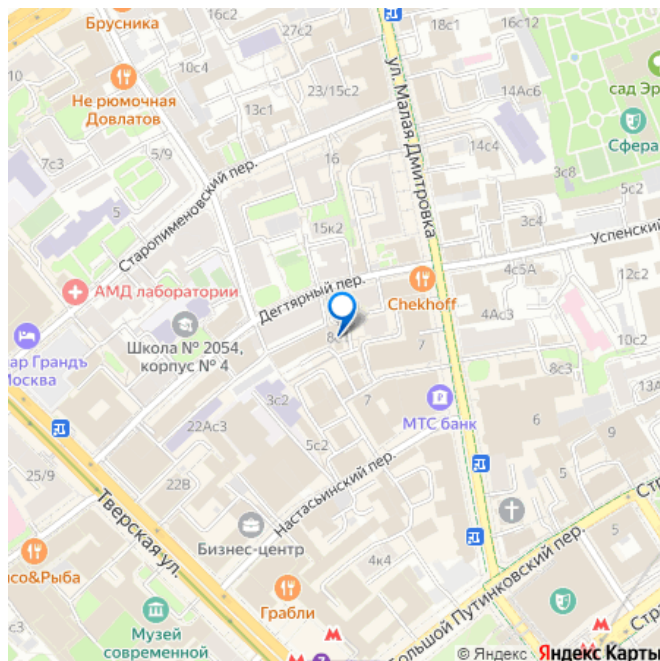 Брусника
16с2
27с2
18с1
16с12
10
10с4
Не рюмочная
Довлатов
13с1
23/15с2
ул. Малая Дмитровка
14Ас6
сад Эр
Сфера
5/9
7с3
16
14с4
3с8
5с2
5
Старопименовский пер.
15к2
3с4
Успенский
АМД лаборатории
Дегтярный пер.
Chekhoff
4с5А
12с2
4Ас3
ар Грандъ
Москва
Школа № 2054,
корпус № 4
7
10с2
8с3
3с2
7
МТС банк
13А
6
22Ас3
5с2
9
5
25/9
22В
Настасьинский пер.
Тверская ул.
Бизнес-центр
Стр
5
4к4
со&Рыба
Грабли
Большой Путинковский пер.
Музей
современной
Стр
© Яндекс Яндекс Карты